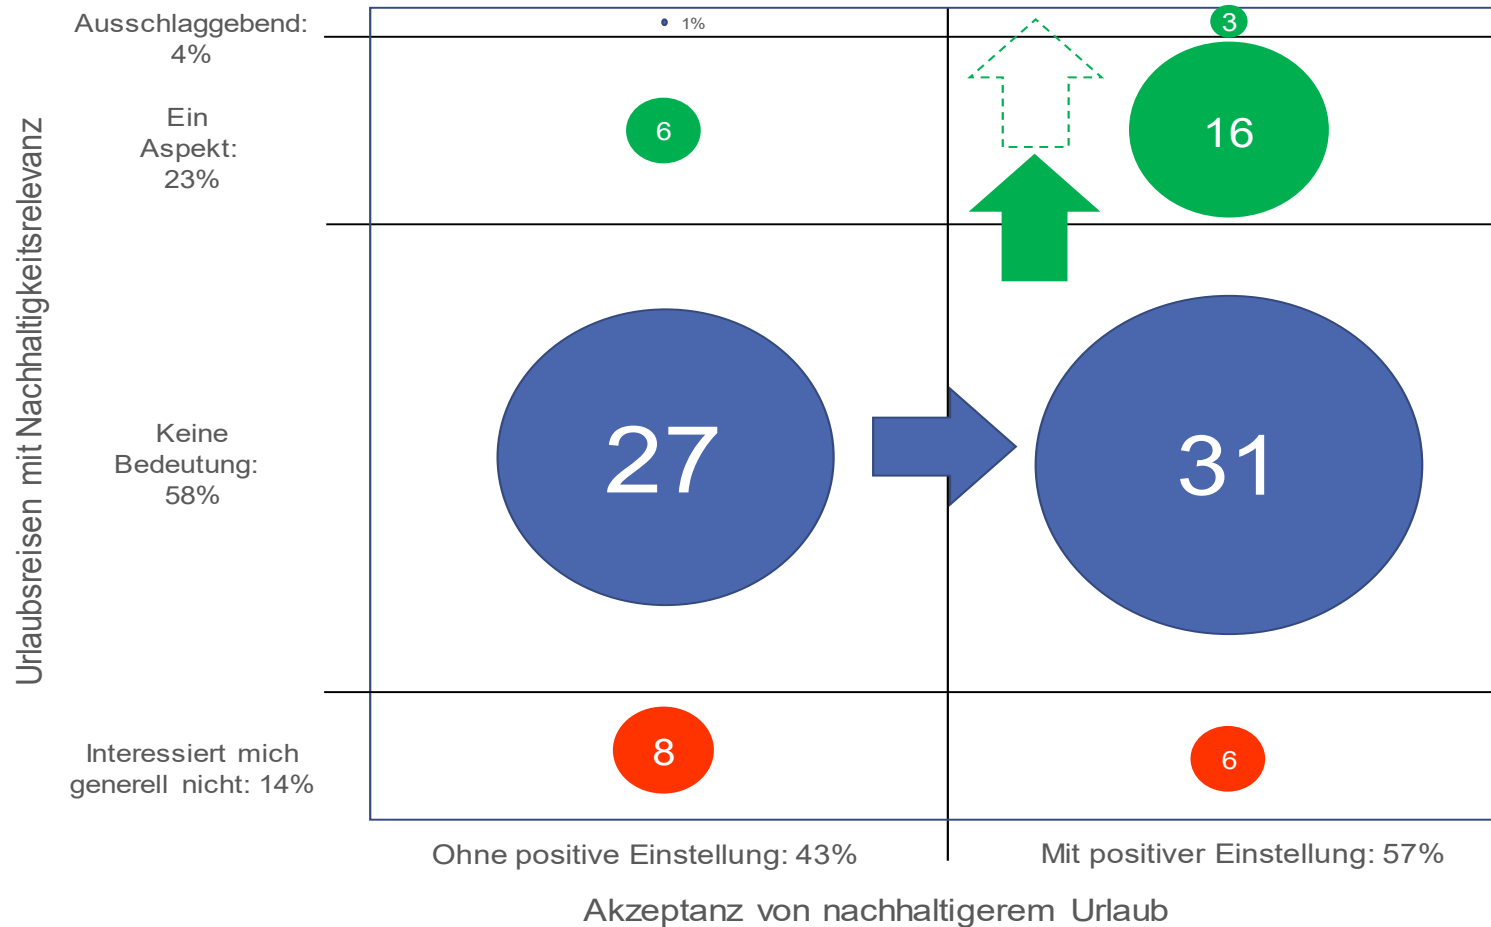 Urlaubsreisen mit Nachhaltigkeitsrelevanz
Ausschlaggebend:
4%
1%
3
Ein
Aspekt:
23%
6
16
Keine
Bedeutung:
58%
27
31
Interessiert mich
generell nicht: 14%
8
6
Ohne positive Einstellung: 43%
Mit positiver Einstellung: 57%
Akzeptanz von nachhaltigerem Urlaub